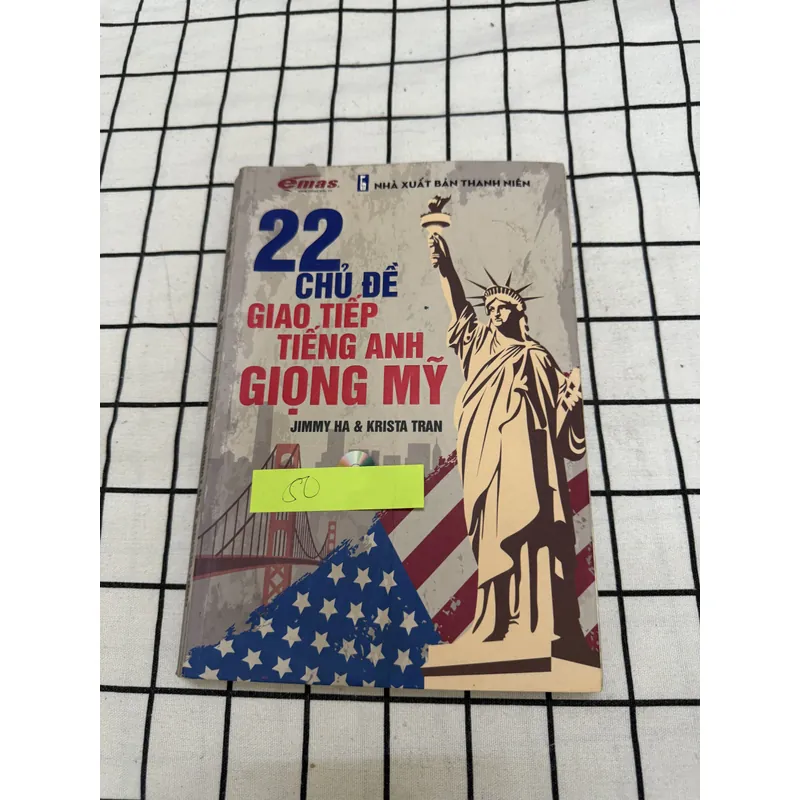 emas
NHÀ XUẤT BẢN THANH NIÊN
22
CHỦ ĐỀ
GIAO TIẾP
TIẾNG ANH
GIỌNG MỸ
JIMMY HA & KRISTA TRAN
50